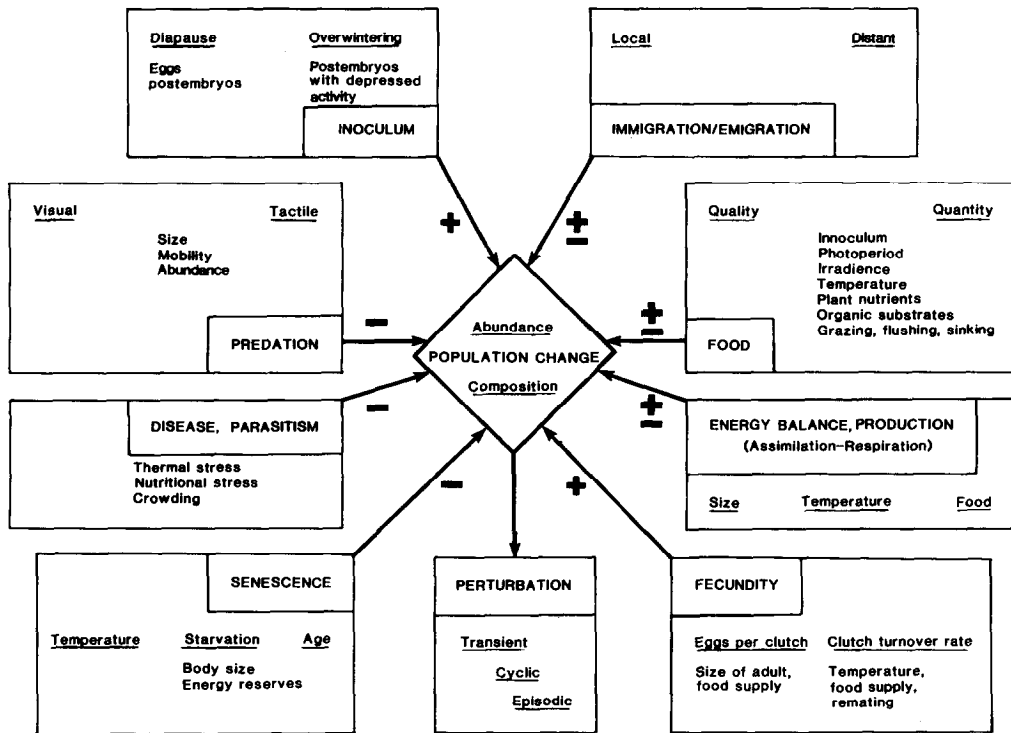 Diapause
Overwintering
Eggs
postembryos
Postembryos
with depressed
activity
INOCULUM
Local
Distant
IMMIGRATION/EMIGRATION
+
+
−
Visual
Tactile
Size
Mobility
Abundance
PREDATION
−
Quality
Quantity
Innoculum
Photoperiod
Irradience
Temperature
Plant nutrients
Organic substrates
Grazing, flushing, sinking
FOOD
+
−
Abundance
POPULATION CHANGE
Composition
DISEASE, PARASITISM
Thermal stress
Nutritional stress
Crowding
−
ENERGY BALANCE, PRODUCTION
(Assimilation-Respiration)
Size
Temperature
Food
+
−
SENESCENCE
Temperature
Starvation
Age
Body size
Energy reserves
−
PERTURBATION
Transient
Cyclic
Episodic
+
FECUNDITY
Eggs per clutch
Clutch turnover rate
Size of adult,
food supply
Temperature,
food supply,
remating